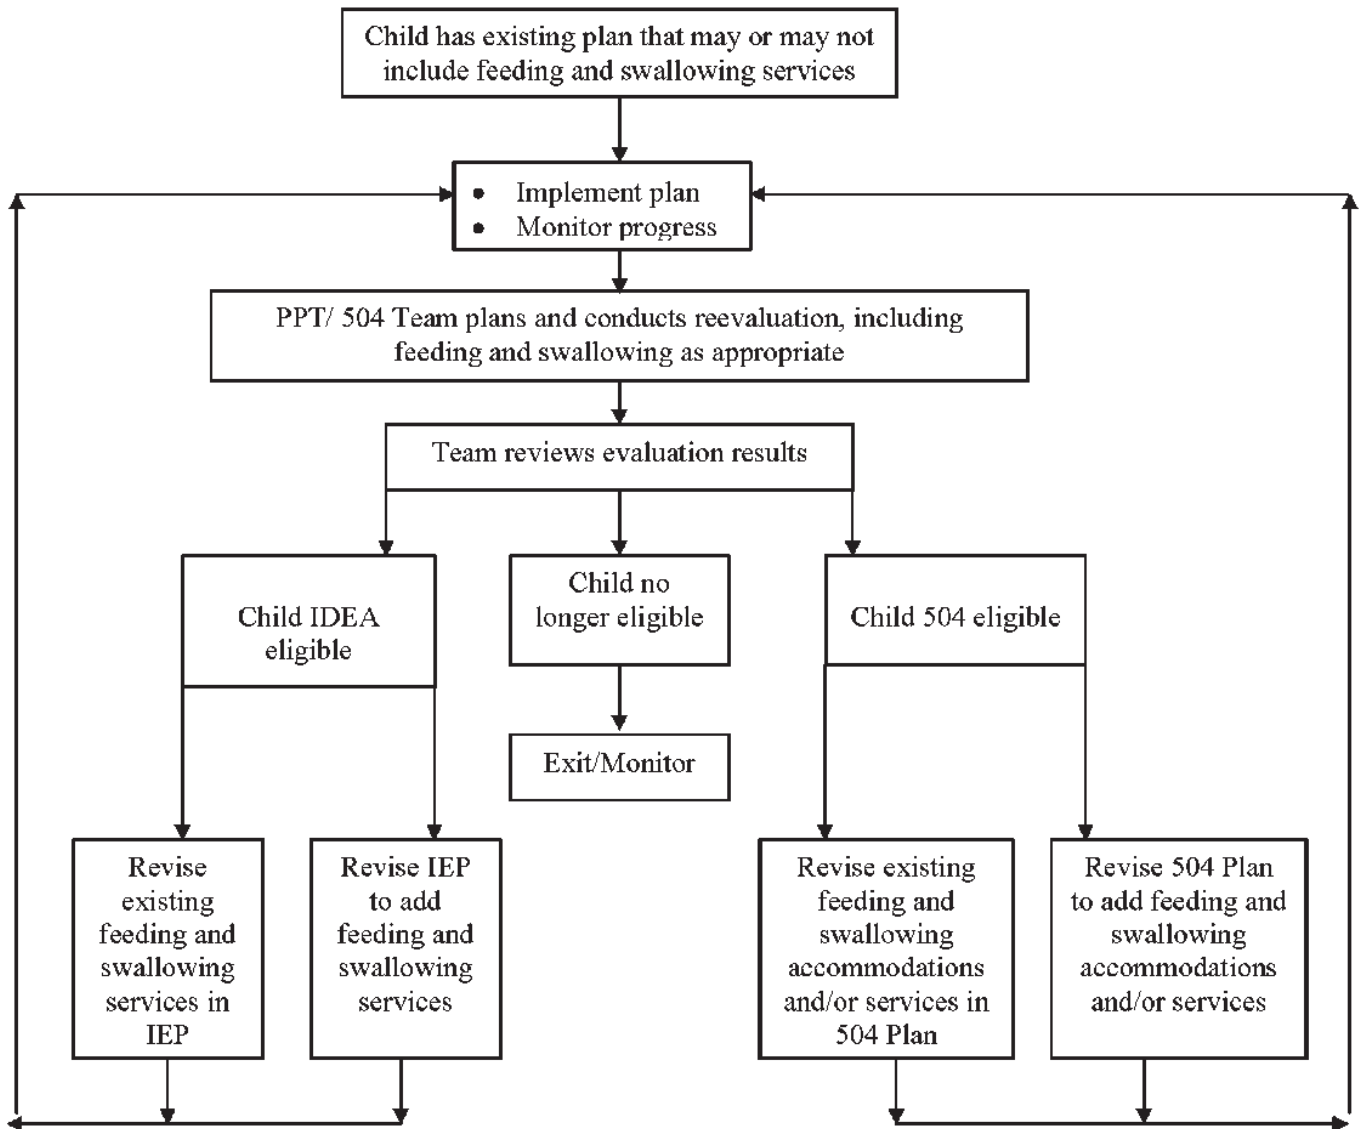 Child has existing plan that may or may not
include feeding and swallowing services
• Implement plan
• Monitor progress
PPT/ 504 Team plans and conducts reevaluation, including
feeding and swallowing as appropriate
Team reviews evaluation results
Child IDEA
eligible
Child no
longer eligible
Child 504 eligible
Exit/Monitor
Revise
existing
feeding and
swallowing
services in
IEP
Revise IEP
to add
feeding and
swallowing
services
Revise existing
feeding and
swallowing
accommodations
and/or services in
504 Plan
Revise 504 Plan
to add feeding and
swallowing
accommodations
and/or services